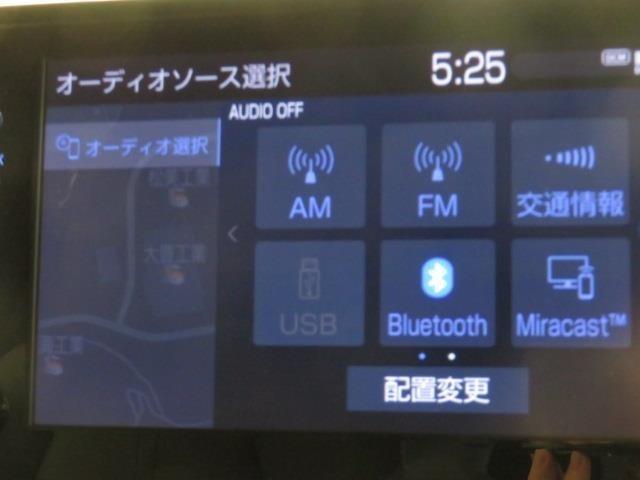 オーディオソース選択
5:25
AUDIO OFF
オーディオ選択
AM
FM
交通情報
USB
Bluetooth
Miracast™
配置変更